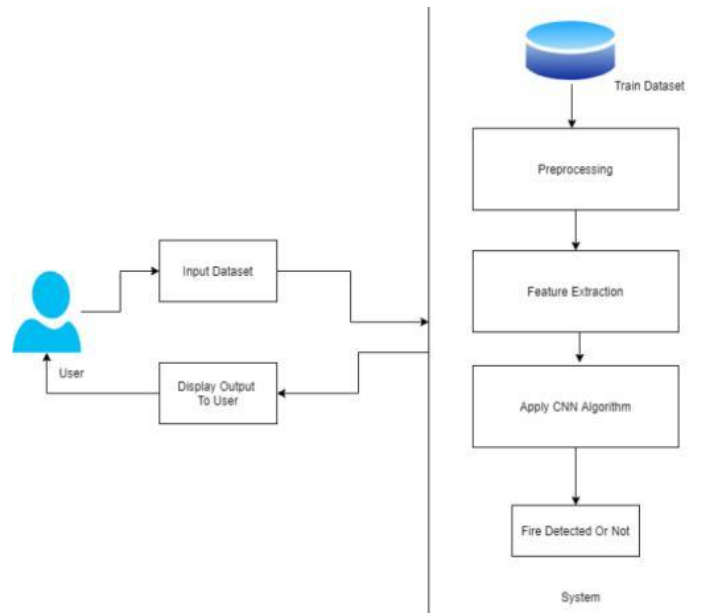 Train Dataset
Preprocessing
Input Dataset
Feature Extraction
User
Display Output
To User
Apply CNN Algorithm
Fire Detected Or Not
System